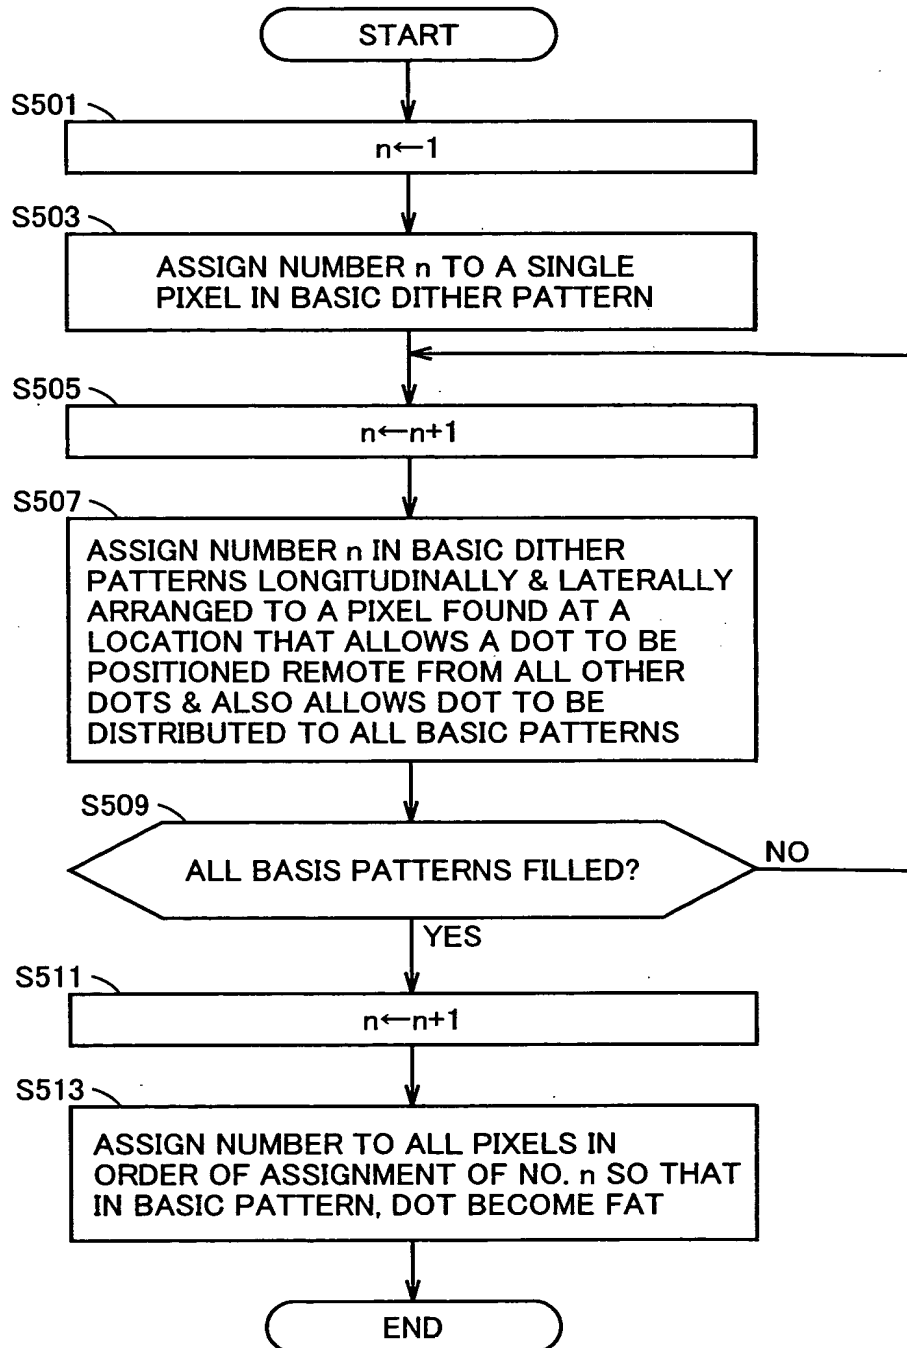 START
S501
n←1
S503
ASSIGN NUMBER n TO A SINGLE
PIXEL IN BASIC DITHER PATTERN
S505
n←n+1
S507
ASSIGN NUMBER n IN BASIC DITHER
PATTERNS LONGITUDINALLY & LATERALLY
ARRANGED TO A PIXEL FOUND AT A
LOCATION THAT ALLOWS A DOT TO BE
POSITIONED REMOTE FROM ALL OTHER
DOTS & ALSO ALLOWS DOT TO BE
DISTRIBUTED TO ALL BASIC PATTERNS
S509
ALL BASIS PATTERNS FILLED?
NO
YES
S511
n←n+1
S513
ASSIGN NUMBER TO ALL PIXELS IN
ORDER OF ASSIGNMENT OF NO. n SO THAT
IN BASIC PATTERN, DOT BECOME FAT
END